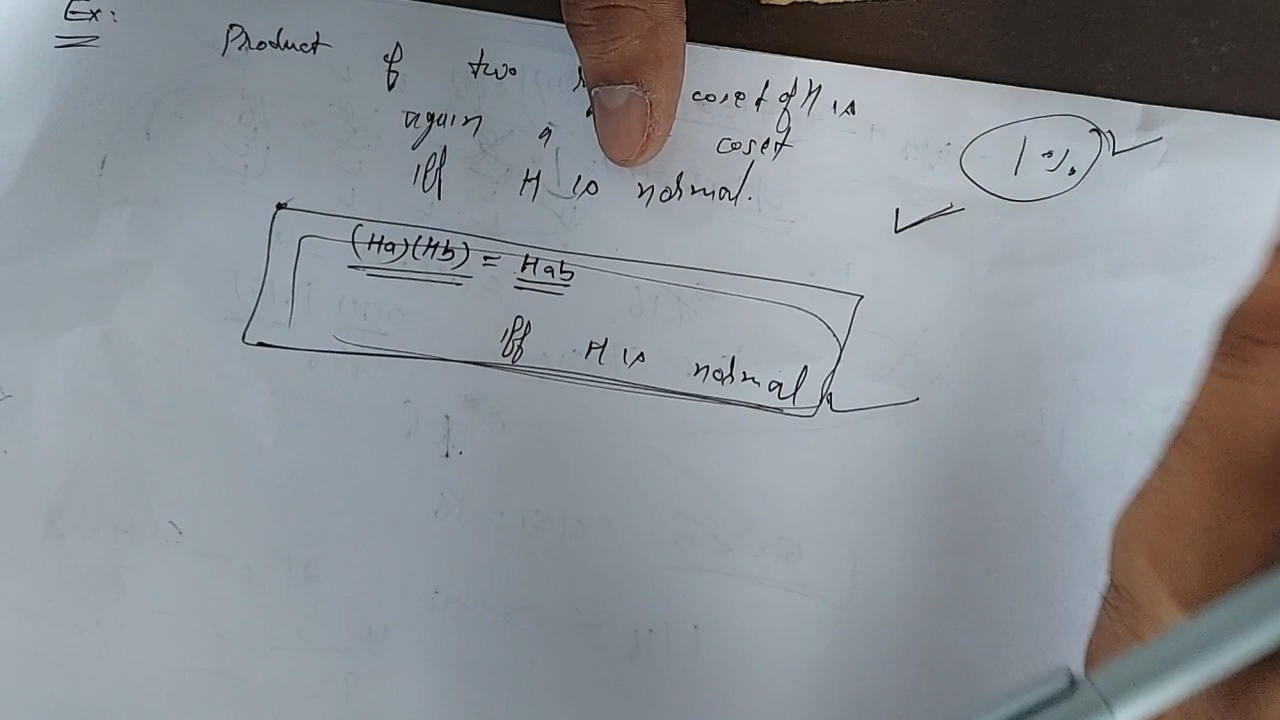 Ex:
Product of two coset of H is
again a coset
iff H is normal.
1%.
(Ha)(Hb) = Hab
iff H is normal
1.